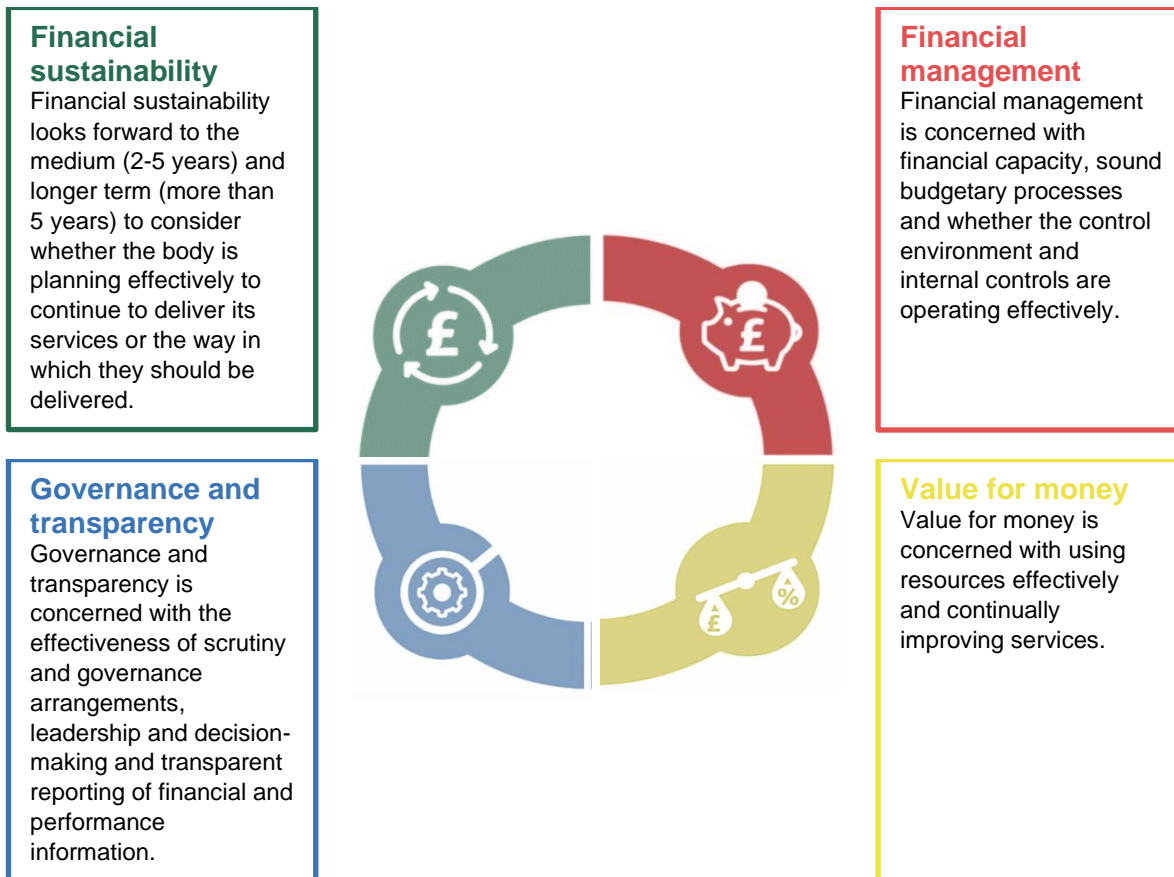 Financial
sustainability
Financial sustainability
looks forward to the
medium (2-5 years) and
longer term (more than
5 years) to consider
whether the body is
planning effectively to
continue to deliver its
services or the way in
which they should be
delivered.
Financial
management
Financial management
is concerned with
financial capacity, sound
budgetary processes
and whether the control
environment and
internal controls are
operating effectively.
£
£
Governance and
transparency
Governance and
transparency is
concerned with the
effectiveness of scrutiny
and governance
arrangements,
leadership and decision-
making and transparent
reporting of financial and
performance
information.
£
%
Value for money
Value for money is
concerned with using
resources effectively
and continually
improving services.